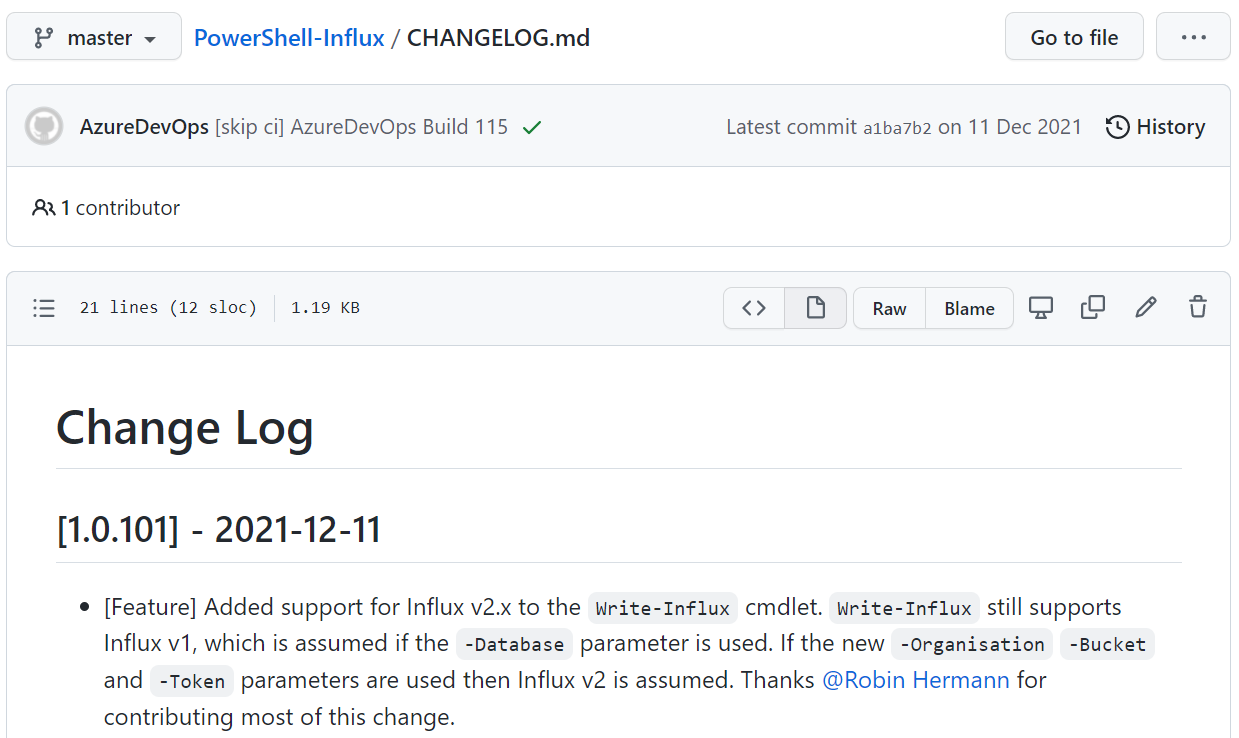 master PowerShell-Influx / CHANGELOG.md Go to file ...
AzureDevOps [skip ci] AzureDevOps Build 115 Latest commit a1ba7b2 on 11 Dec 2021 History
1 contributor
21 lines (12 sloc) 1.19 KB Raw Blame
Change Log
[1.0.101] - 2021-12-11
[Feature] Added support for Influx v2.x to the Write-Influx cmdlet. Write-Influx still supports
Influx v1, which is assumed if the -Database parameter is used. If the new -Organisation -Bucket
and -Token parameters are used then Influx v2 is assumed. Thanks @Robin Hermann for
contributing most of this change.